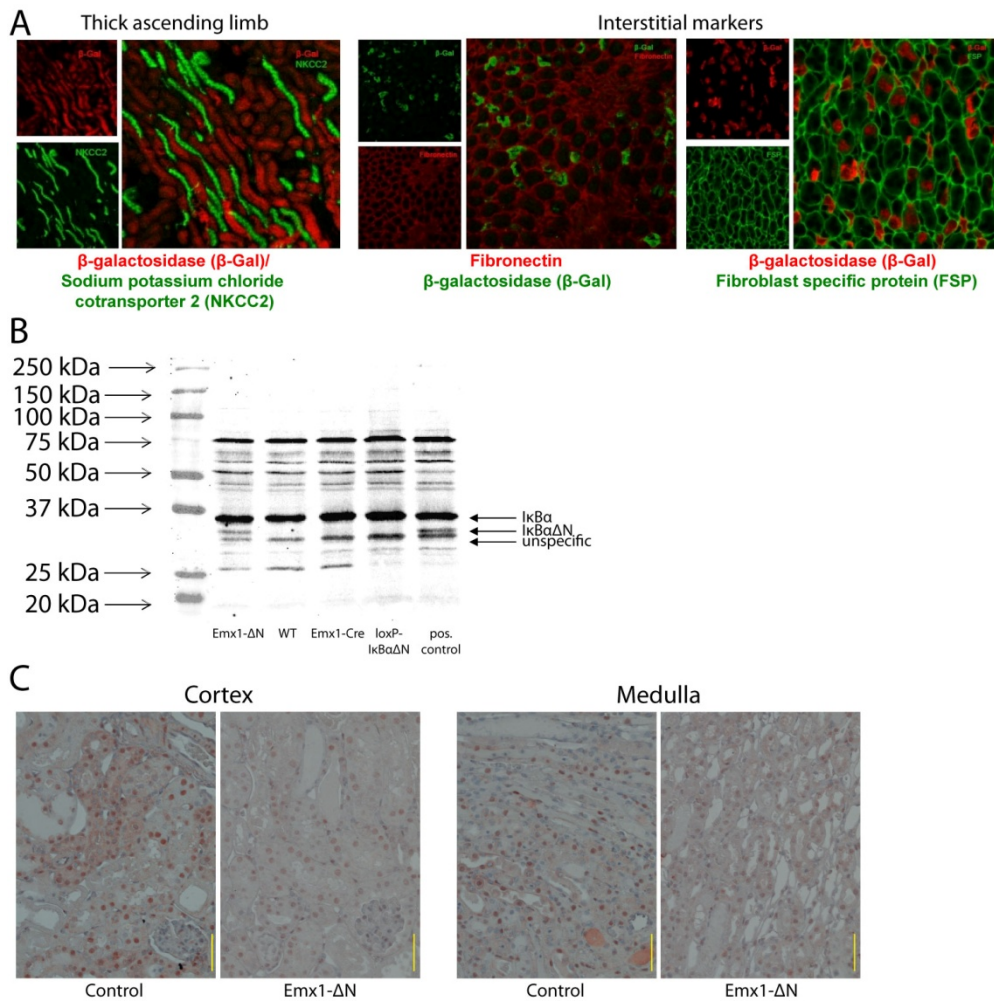 A
Thick ascending limb
Interstitial markers
β-Gal
NKCC2
β-Gal
NKCC2
β-Gal
Fibronectin
β-Gal
Fibronectin
β-Gal
FSP
β-Gal
FSP
β-galactosidase (β-Gal)/
Sodium potassium chloride
cotransporter 2 (NKCC2)
Fibronectin
β-galactosidase (β-Gal)
β-galactosidase (β-Gal)
Fibroblast specific protein (FSP)
B
250 kDa
150 kDa
100 kDa
75 kDa
50 kDa
37 kDa
25 kDa
20 kDa
IκBα
IκBαΔN
unspecific
Emx1-ΔN
WT
Emx1-Cre
loxP-
IκBαΔN
pos.
control
C
Cortex
Medulla
Control
Emx1-ΔN
Control
Emx1-ΔN